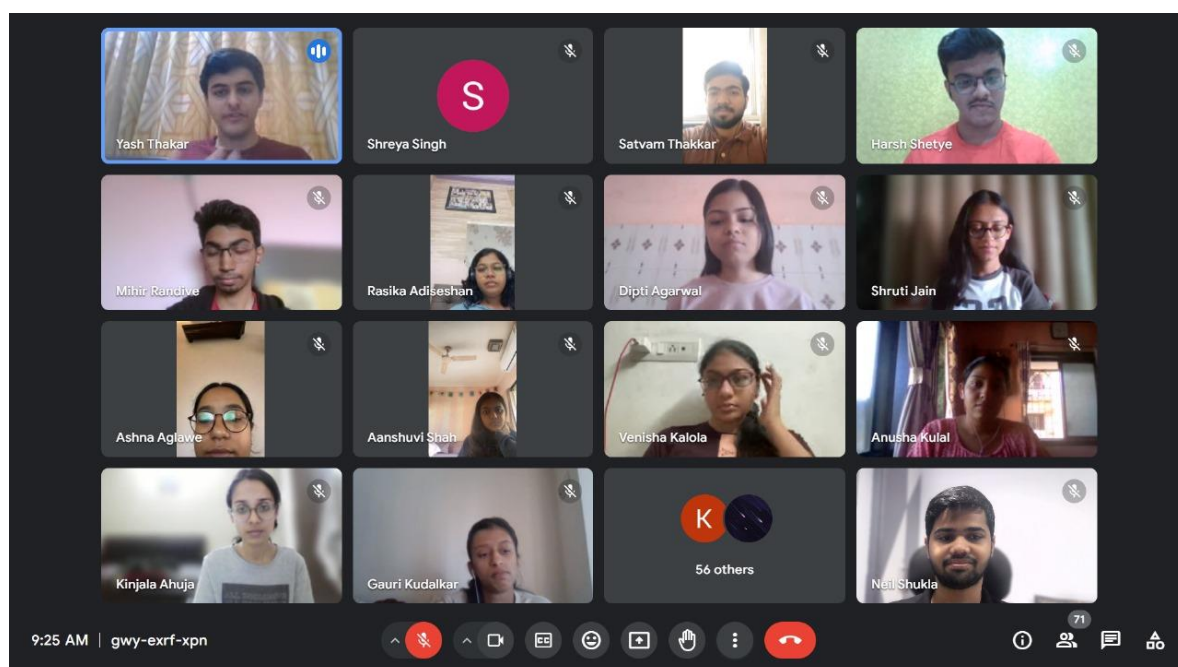 Yash Thakar
S
Shreya Singh
Satvam Thakkar
Harsh Shetye
Mihir Randive
Rasika Adiseshan
Dipti Agarwal
Shruti Jain
Ashna Aglawe
Aanshuvi Shah
Venisha Kalola
Anusha Kulal
Kinjala Ahuja
Gauri Kudalkar
K
56 others
Neil Shukla
9:25 AM | gwy-exrf-xpn
CC
71